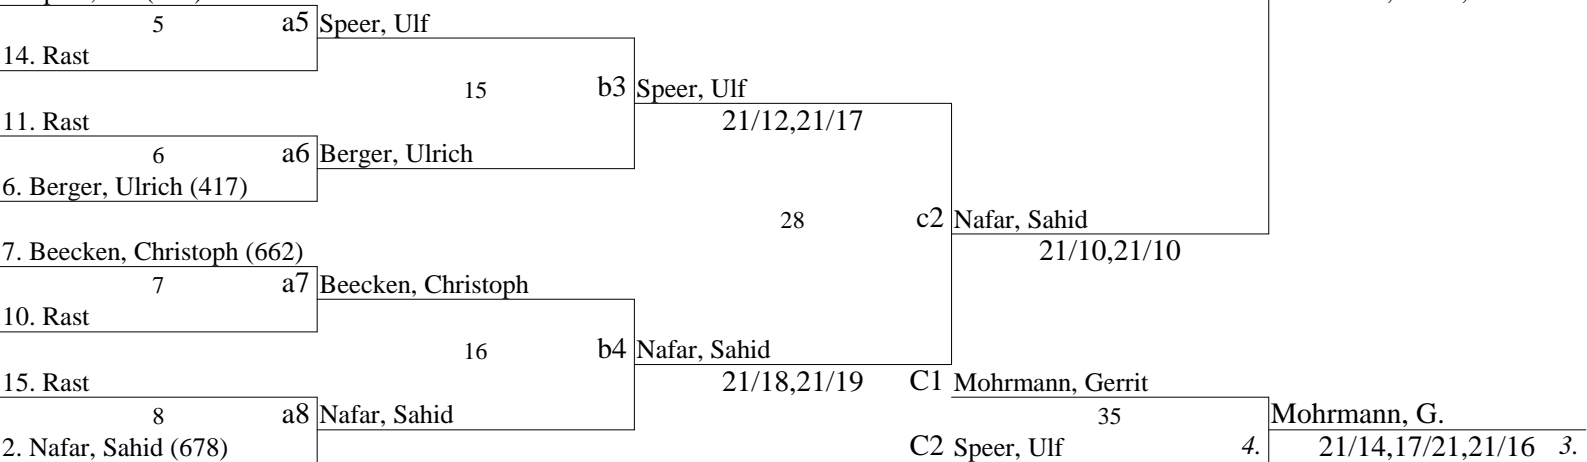 5 a5 Speer, Ulf
14. Rast
15 b3 Speer, Ulf
11. Rast 21/12,21/17
6 a6 Berger, Ulrich
6. Berger, Ulrich (417)
28 c2 Nafar, Sahid
7. Beecken, Christoph (662) 21/10,21/10
7 a7 Beecken, Christoph
10. Rast
16 b4 Nafar, Sahid
15. Rast 21/18,21/19 C1 Mohrmann, Gerrit
8 a8 Nafar, Sahid 35 Mohrmann, G.
2. Nafar, Sahid (678) C2 Speer, Ulf 4. 21/14,17/21,21/16 3.